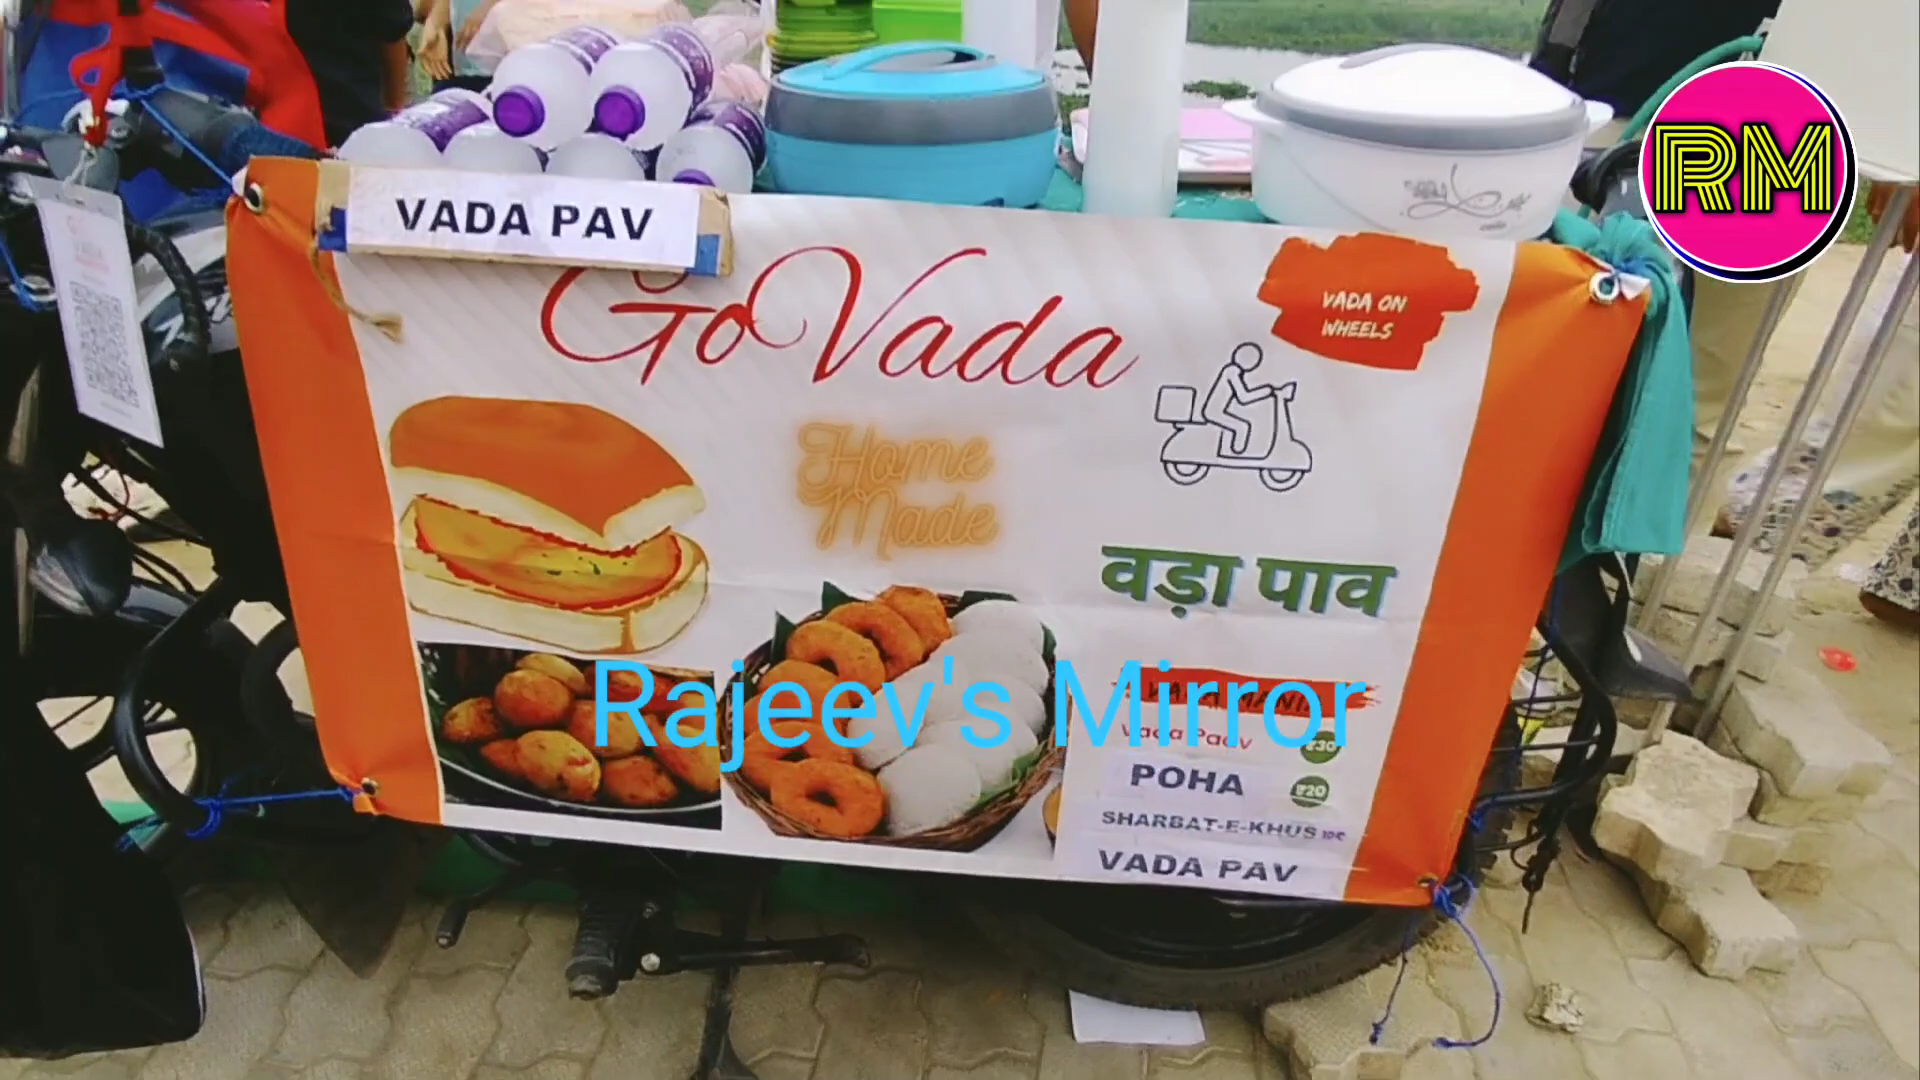 RM
VADA PAV
GoVada
VADA ON
WHEELS
Home
Made
वड़ा पाव
Rajeev's Mirror
Vada Paav ₹30
POHA ₹20
SHARBAT-E-KHUS
VADA PAV